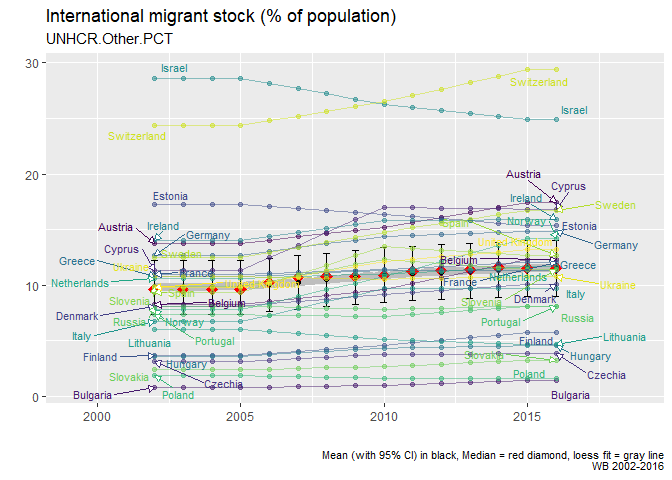 International migrant stock (% of population)
UNHCR.Other.PCT
30
20
10
0
Israel
Switzerland
Estonia
Austria
Ireland
Germany
Cyprus
Sweden
Greece
France
Netherlands
Slovenia
Spain
Belgium
Denmark
Russia
Norway
Italy
Portugal
Lithuania
Finland
Hungary
Slovakia
Czechia
Bulgaria
Poland
Switzerland
Israel
Austria
Cyprus
Ireland
Sweden
Spain
Norway
Estonia
United Kingdom
Germany
Belgium
Greece
Netherlands
France
Ukraine
Italy
Slovenia
Denmark
Portugal
Russia
Finland
Lithuania
Slovakia
Hungary
Poland
Czechia
Bulgaria
2000
2005
2010
2015
Mean (with 95% CI) in black, Median = red diamond, loess fit = gray line
WB 2002-2016